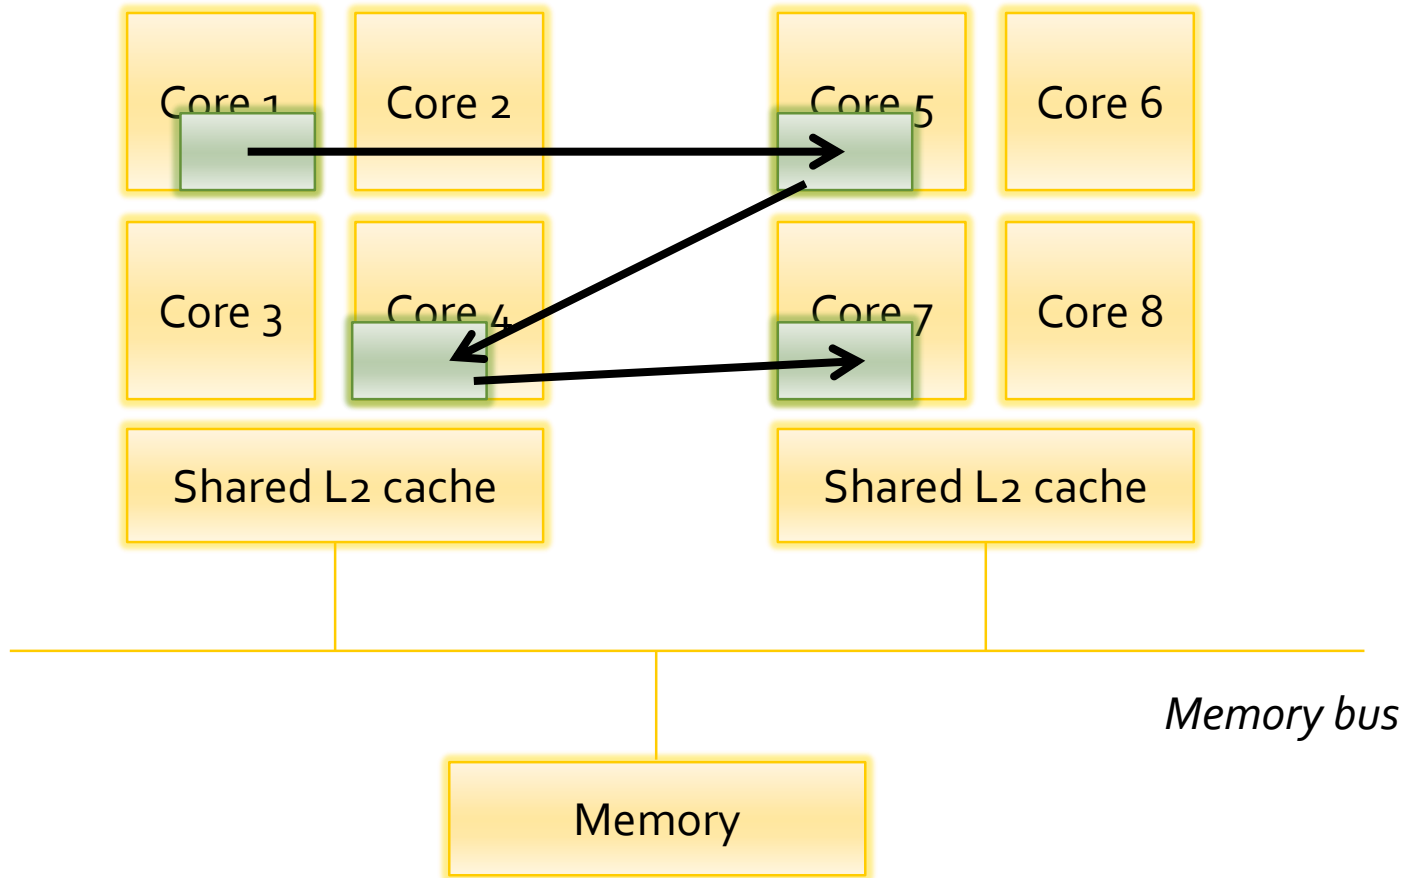 Core 1
Core 2
Core 5
Core 6
Core 3
Core 4
Core 7
Core 8
Shared L2 cache
Shared L2 cache
Memory bus
Memory